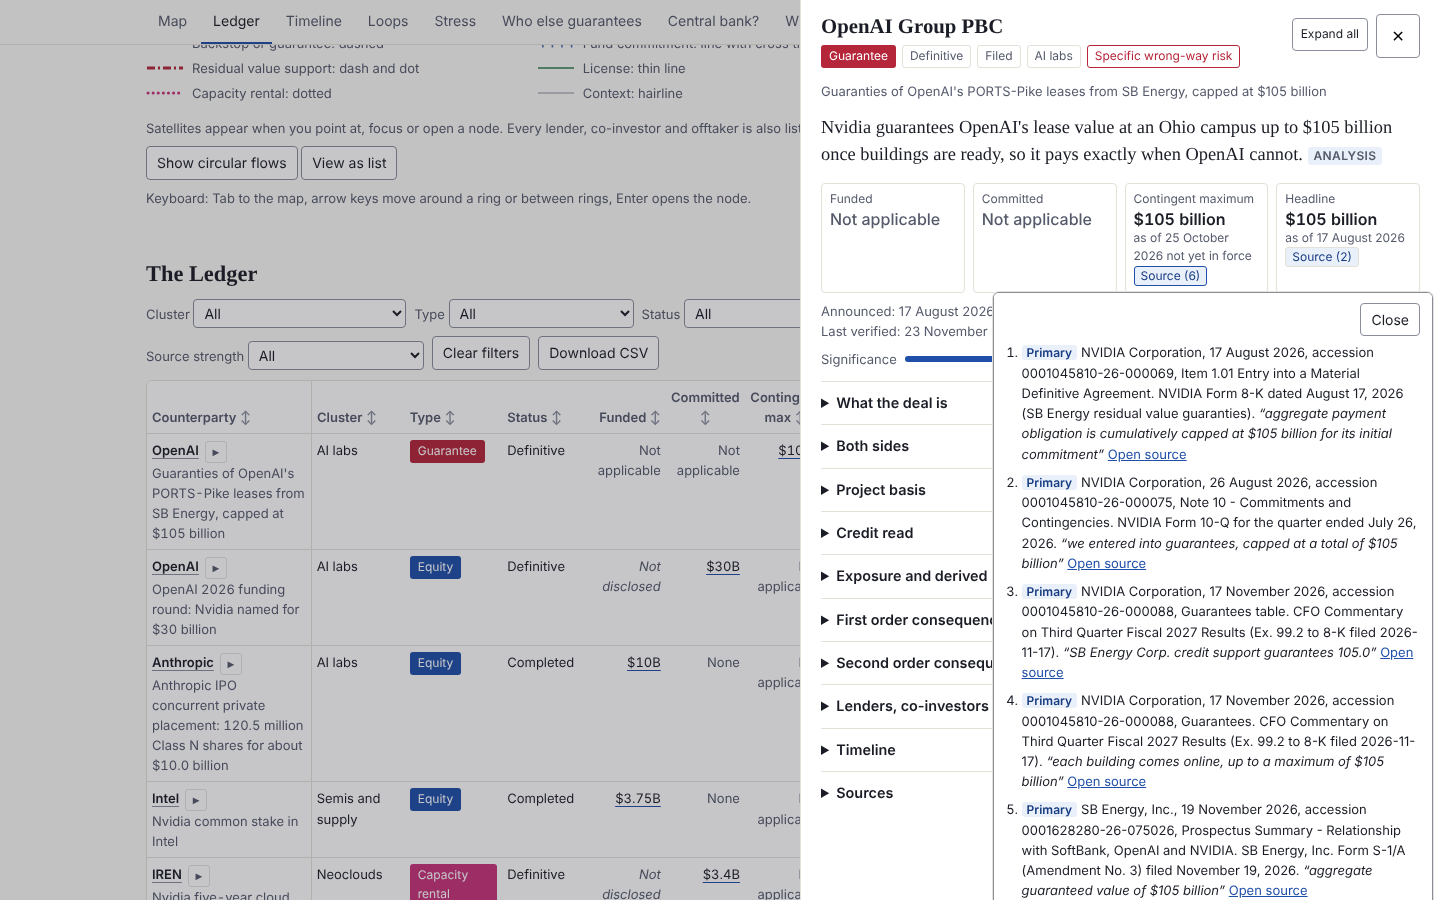 Map Ledger Timeline Loops Stress Who else guarantees Central bank?
Residual value support: dash and dot
License: thin line
Capacity rental: dotted
Context: hairline
Satellites appear when you point at, focus or open a node. Every lender, co-investor and offtaker is also
Show circular flows View as list
Keyboard: Tab to the map, arrow keys move around a ring or between rings, Enter opens the node.
The Ledger
Cluster All Type All Status All
Source strength All Clear filters Download CSV
Counterparty ↕ Cluster ↕ Type ↕ Status ↕ Funded ↕ Committed ↕ max
OpenAI ▶ AI labs Guarantee Definitive Not applicable Not applicable
Guaranties of OpenAI's
PORTS-Pike leases from
SB Energy, capped at
$105 billion
OpenAI ▶ AI labs Equity Definitive Not disclosed $30B
OpenAI 2026 funding
round: Nvidia named for
$30 billion
Anthropic ▶ AI labs Equity Completed $10B None
Anthropic IPO
concurrent private
placement: 120.5 million
Class N shares for about
$10.0 billion
Intel ▶ Semis and supply Equity Completed $3.75B None
Nvidia common stake in
Intel
IREN ▶ Neoclouds Capacity rental Definitive Not disclosed $3.4B
OpenAI Group PBC
Expand all ✕
Guarantee Definitive Filed AI labs Specific wrong-way risk
Guaranties of OpenAI's PORTS-Pike leases from SB Energy, capped at $105 billion
Nvidia guarantees OpenAI's lease value at an Ohio campus up to $105 billion
once buildings are ready, so it pays exactly when OpenAI cannot. ANALYSIS
Funded
Not applicable
Committed
Not applicable
Contingent maximum
$105 billion
as of 25 October
2026 not yet in force
Source (6)
Headline
$105 billion
as of 17 August 2026
Source (2)
Announced: 17 August 2026
Last verified: 23 November
Significance
▶ What the deal is
▶ Both sides
▶ Project basis
▶ Credit read
▶ Exposure and derived
▶ First order
▶ Second order
▶ Lenders, co-investors
▶ Timeline
▶ Sources
Close
1. Primary NVIDIA Corporation, 17 August 2026, accession
0001045810-26-000069, Item 1.01 Entry into a Material
Definitive Agreement. NVIDIA Form 8-K dated August 17, 2026
(SB Energy residual value guaranties). “aggregate payment
obligation is cumulatively capped at $105 billion for its initial
commitment” Open source
2. Primary NVIDIA Corporation, 26 August 2026, accession
0001045810-26-000075, Note 10 - Commitments and
Contingencies. NVIDIA Form 10-Q for the quarter ended July 26,
2026. “we entered into guarantees, capped at a total of $105
billion” Open source
3. Primary NVIDIA Corporation, 17 November 2026, accession
0001045810-26-000088, Guarantees table. CFO Commentary
on Third Quarter Fiscal 2027 Results (Ex. 99.2 to 8-K filed 2026-
11-17). “SB Energy Corp. credit support guarantees 105.0” Open
source
4. Primary NVIDIA Corporation, 17 November 2026, accession
0001045810-26-000088, Guarantees. CFO Commentary on
Third Quarter Fiscal 2027 Results (Ex. 99.2 to 8-K filed 2026-11-
17). “each building comes online, up to a maximum of $105
billion” Open source
5. Primary SB Energy, Inc., 19 November 2026, accession
0001628280-26-075026, Prospectus Summary - Relationship
with SoftBank, OpenAI and NVIDIA. SB Energy, Inc. Form S-1/A
(Amendment No. 3) filed November 19, 2026. “aggregate
guaranteed value of $105 billion” Open source